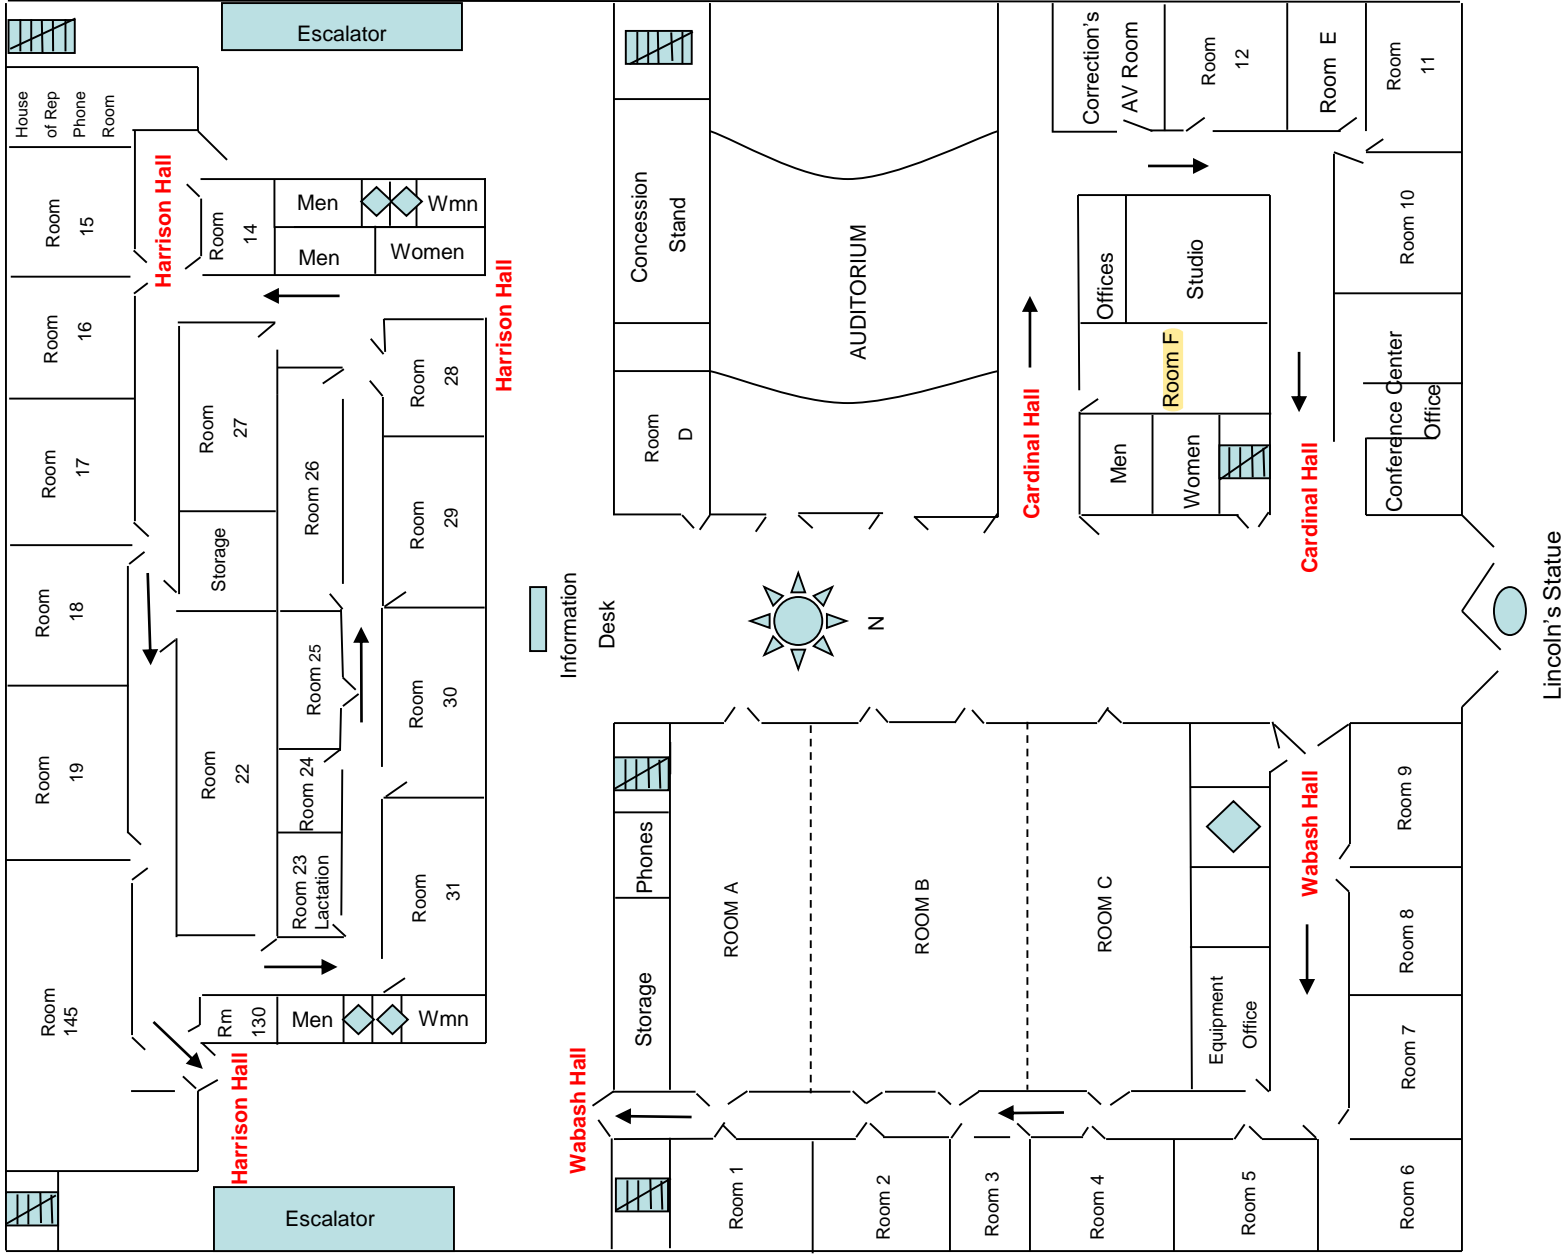 Escalator
House
of Rep
Phone
Room
Harrison Hall
Room
15
Room
14
Men
Wmn
Men
Women
Harrison Hall
Room
16
Room
17
Room
18
Room
19
Room
145
Room
27
Storage
Room
22
Room 26
Room 25
Room 24
Room 23
Lactation
Room
28
Room
29
Room
30
Room
31
Rm
130
Men
Wmn
Harrison Hall
Escalator
Information
Desk
N
Concession
Stand
Room
D
AUDITORIUM
Cardinal Hall
Correction's
AV Room
Room
12
Room E
Room
11
Room 10
Offices
Studio
Room F
Men
Women
Cardinal Hall
Conference Center
Office
Lincoln's Statue
Phones
Storage
ROOM A
ROOM B
ROOM C
Equipment
Office
Wabash Hall
Room 9
Room 8
Room 7
Room 6
Wabash Hall
Room 1
Room 2
Room 3
Room 4
Room 5